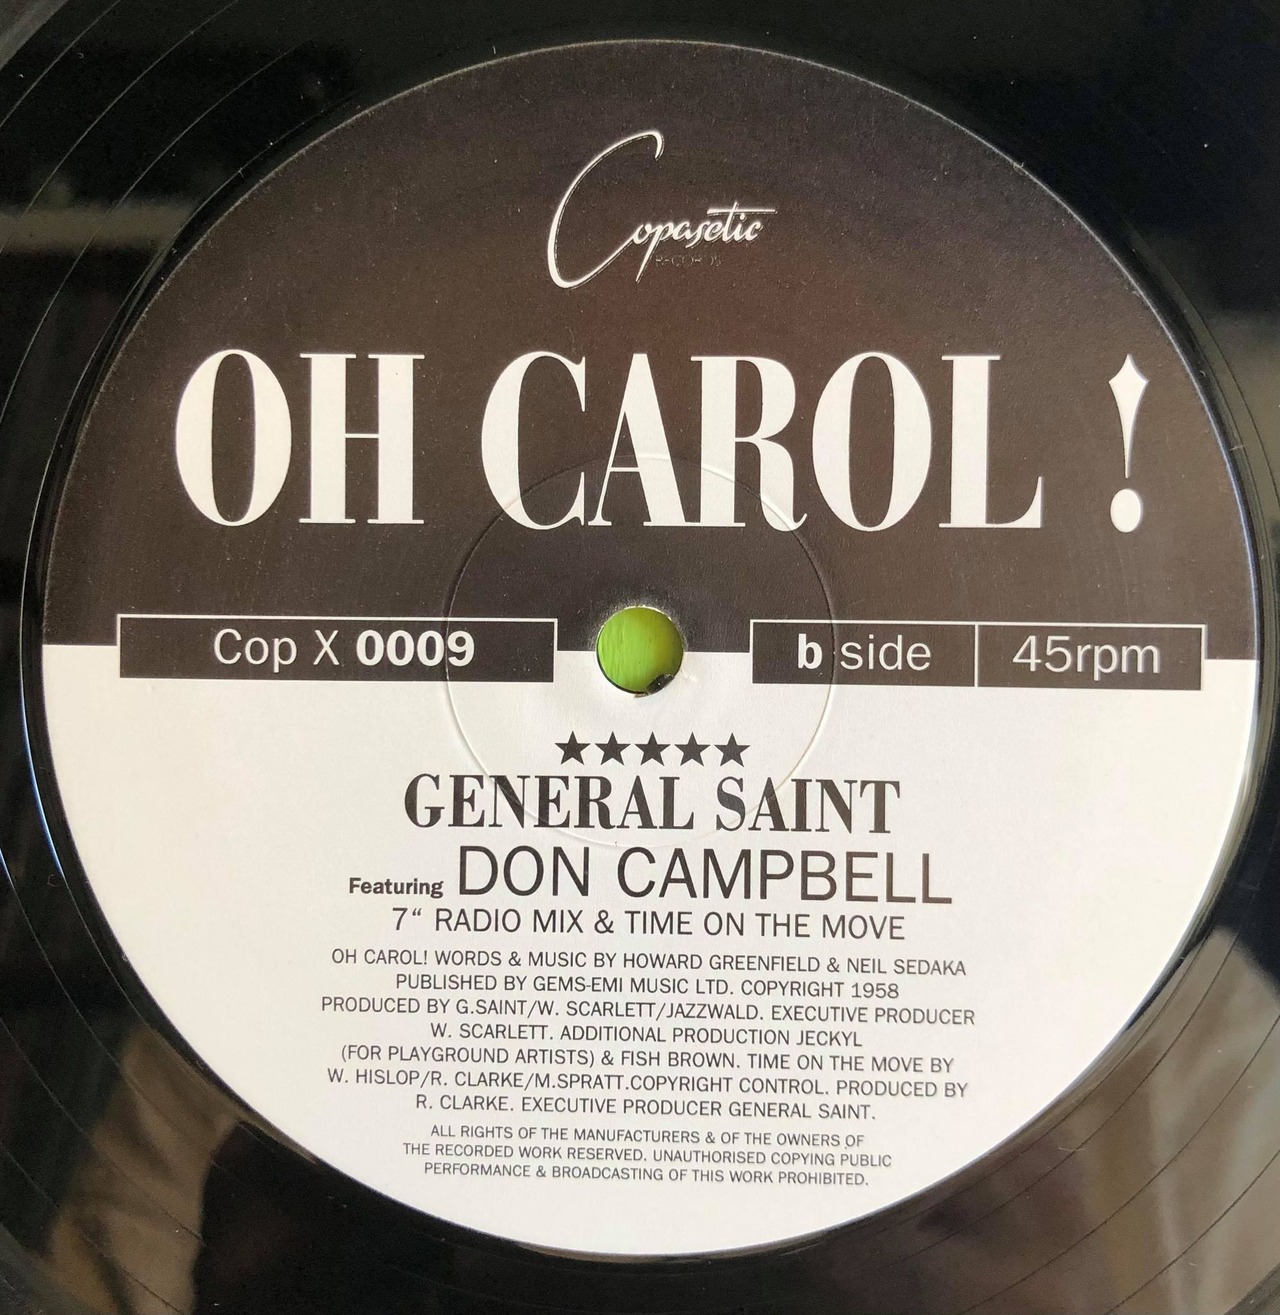 Copasetic
RECORDS
OH CAROL !
Cop X 0009
b side 45rpm
★★★★★
GENERAL SAINT
Featuring DON CAMPBELL
7“ RADIO MIX & TIME ON THE MOVE
OH CAROL! WORDS & MUSIC BY HOWARD GREENFIELD & NEIL SEDAKA
PUBLISHED BY GEMS-EMI MUSIC LTD. COPYRIGHT 1958
PRODUCED BY G.SAINT/W. SCARLETT/JAZZWALD. EXECUTIVE PRODUCER
W. SCARLETT. ADDITIONAL PRODUCTION JECKYL
(FOR PLAYGROUND ARTISTS) & FISH BROWN. TIME ON THE MOVE BY
W. HISLOP/R. CLARKE/M.SPRATT.COPYRIGHT CONTROL. PRODUCED BY
R. CLARKE. EXECUTIVE PRODUCER GENERAL SAINT.
ALL RIGHTS OF THE MANUFACTURERS & OF THE OWNERS OF
THE RECORDED WORK RESERVED. UNAUTHORISED COPYING PUBLIC
PERFORMANCE & BROADCASTING OF THIS WORK PROHIBITED.